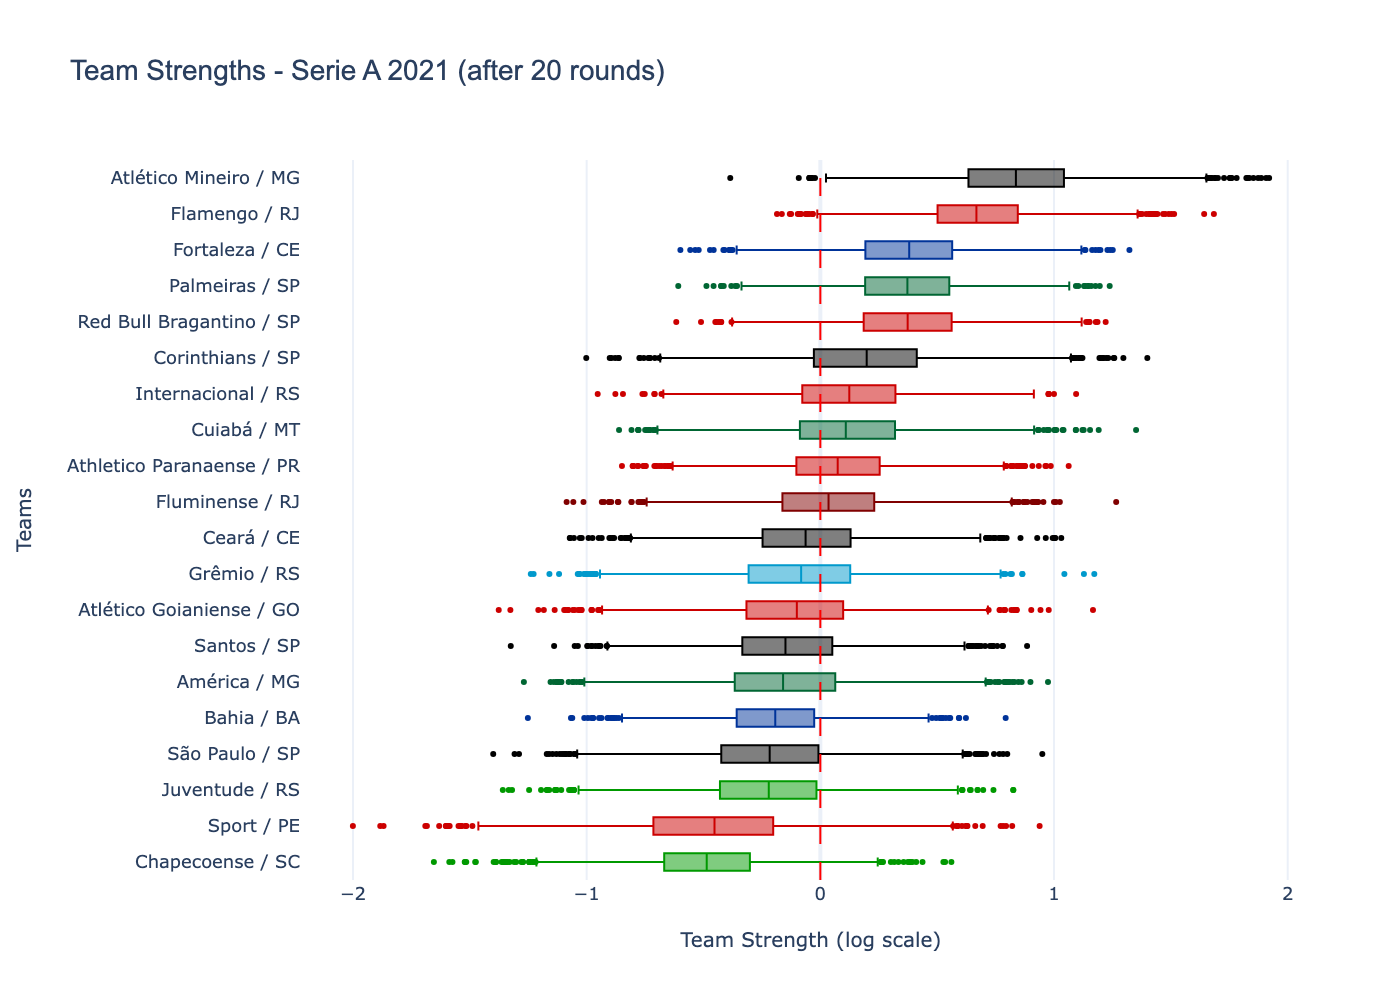 Team Strengths - Serie A 2021 (after 20 rounds)
Teams
Atlético Mineiro / MG
Flamengo / RJ
Fortaleza / CE
Palmeiras / SP
Red Bull Bragantino / SP
Corinthians / SP
Internacional / RS
Cuiabá / MT
Athletico Paranaense / PR
Fluminense / RJ
Ceará / CE
Grêmio / RS
Atlético Goianiense / GO
Santos / SP
América / MG
Bahia / BA
São Paulo / SP
Juventude / RS
Sport / PE
Chapecoense / SC
−2 −1 0 1 2
Team Strength (log scale)